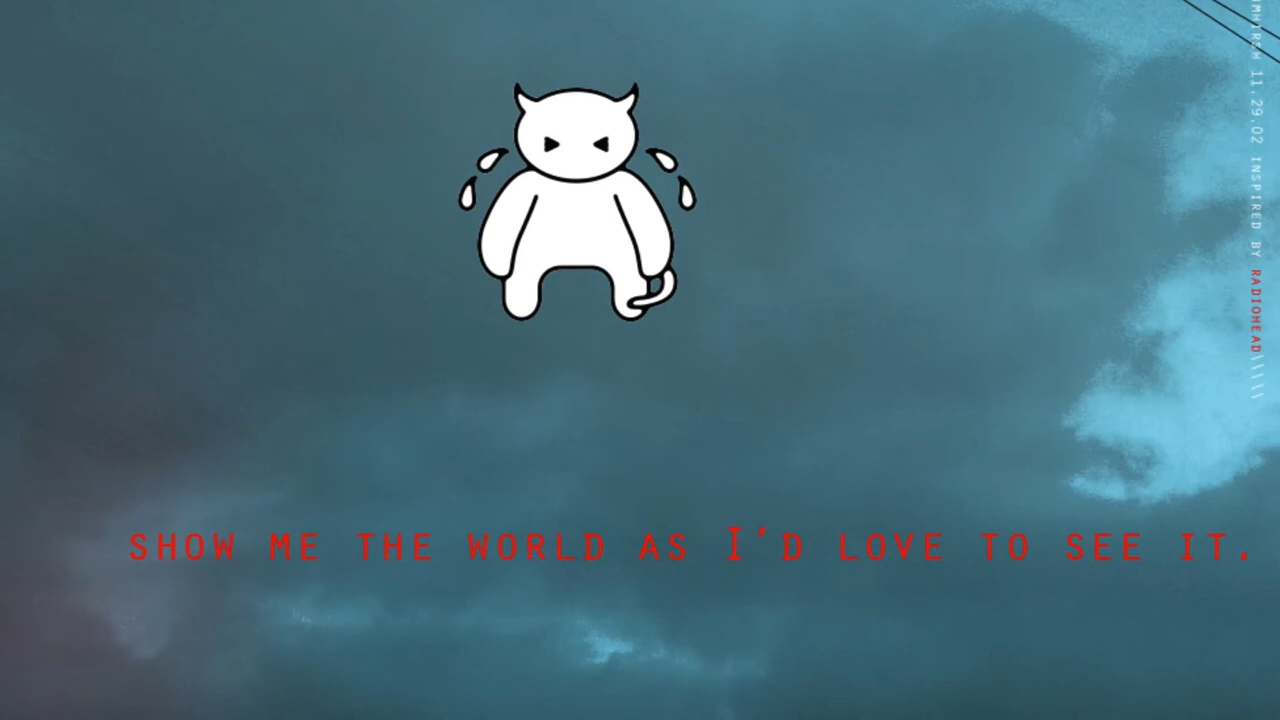 SHOW ME THE WORLD AS I'D LOVE TO SEE IT.
11.29.02 INSPIRED BY RADIOHEAD\\\\\